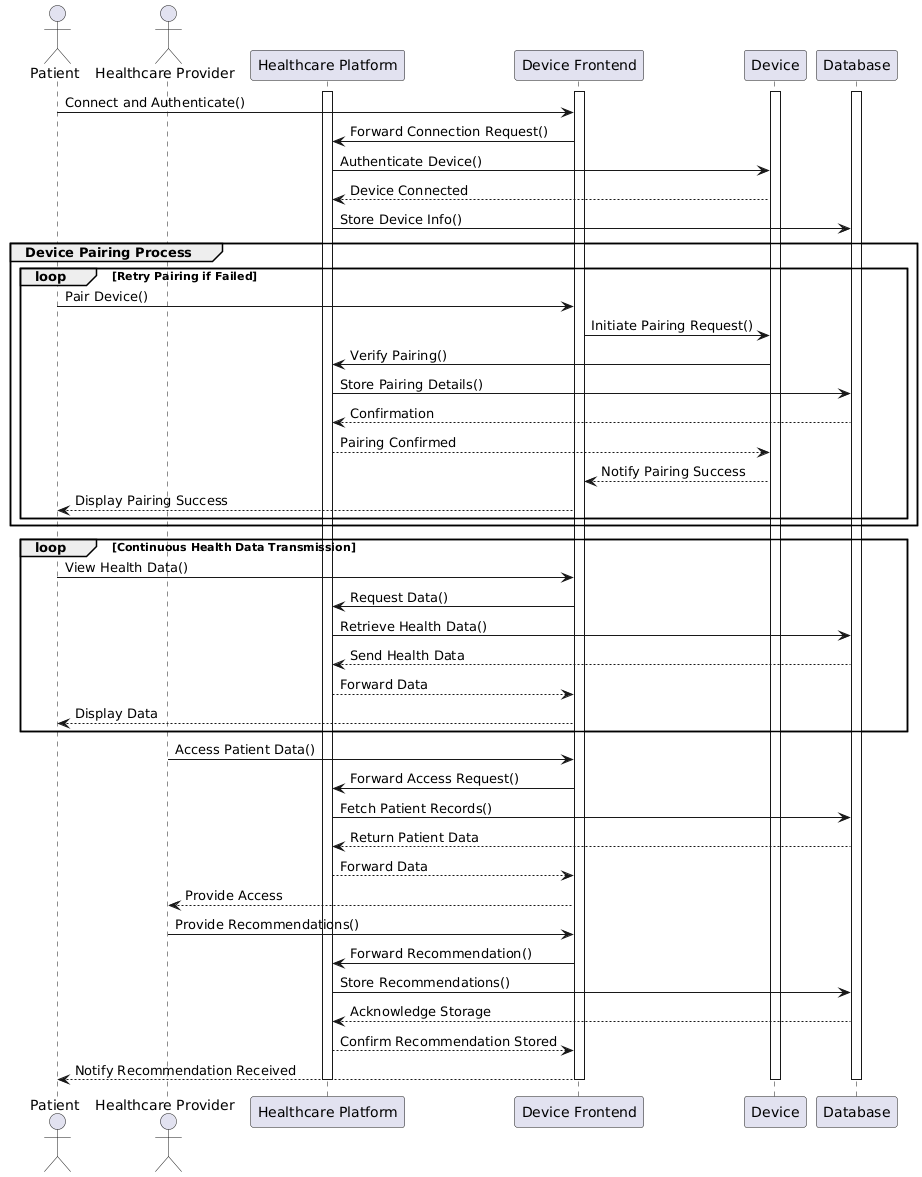 Patient
Healthcare Provider
Healthcare Platform
Device Frontend
Device
Database
Connect and Authenticate()
Forward Connection Request()
Authenticate Device()
Device Connected
Store Device Info()
Device Pairing Process
loop [Retry Pairing if Failed]
Pair Device()
Initiate Pairing Request()
Verify Pairing()
Store Pairing Details()
Confirmation
Pairing Confirmed
Notify Pairing Success
Display Pairing Success
loop [Continuous Health Data Transmission]
View Health Data()
Request Data()
Retrieve Health Data()
Send Health Data
Forward Data
Display Data
Access Patient Data()
Forward Access Request()
Fetch Patient Records()
Return Patient Data
Forward Data
Provide Access
Provide Recommendations()
Forward Recommendation()
Store Recommendations()
Acknowledge Storage
Confirm Recommendation Stored
Notify Recommendation Received
Patient
Healthcare Provider
Healthcare Platform
Device Frontend
Device
Database